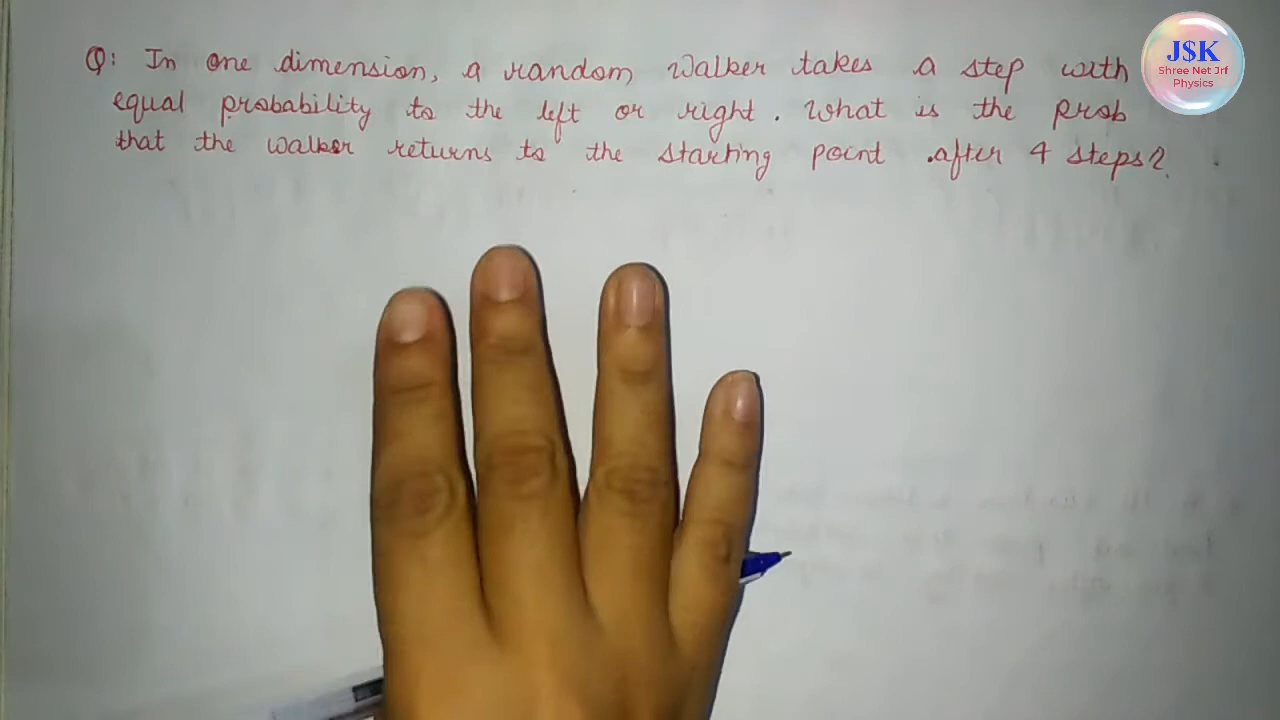 Q: In one dimension, a random walker takes a step with
equal probability to the left or right. What is the prob
that the walker returns to the starting point after 4 steps?
J$K
Shree Net Jrf
Physics